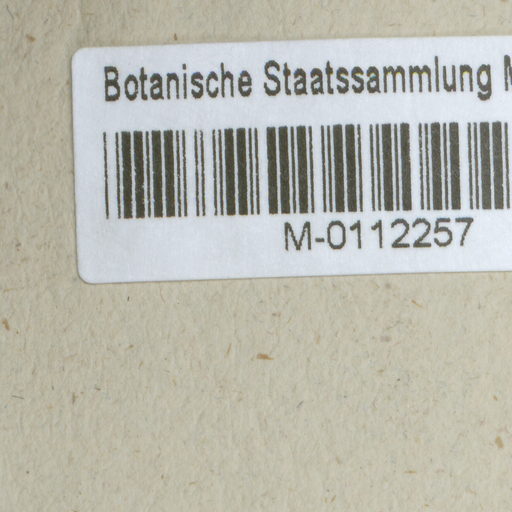 Botanische Staatssammlung
M-0112257